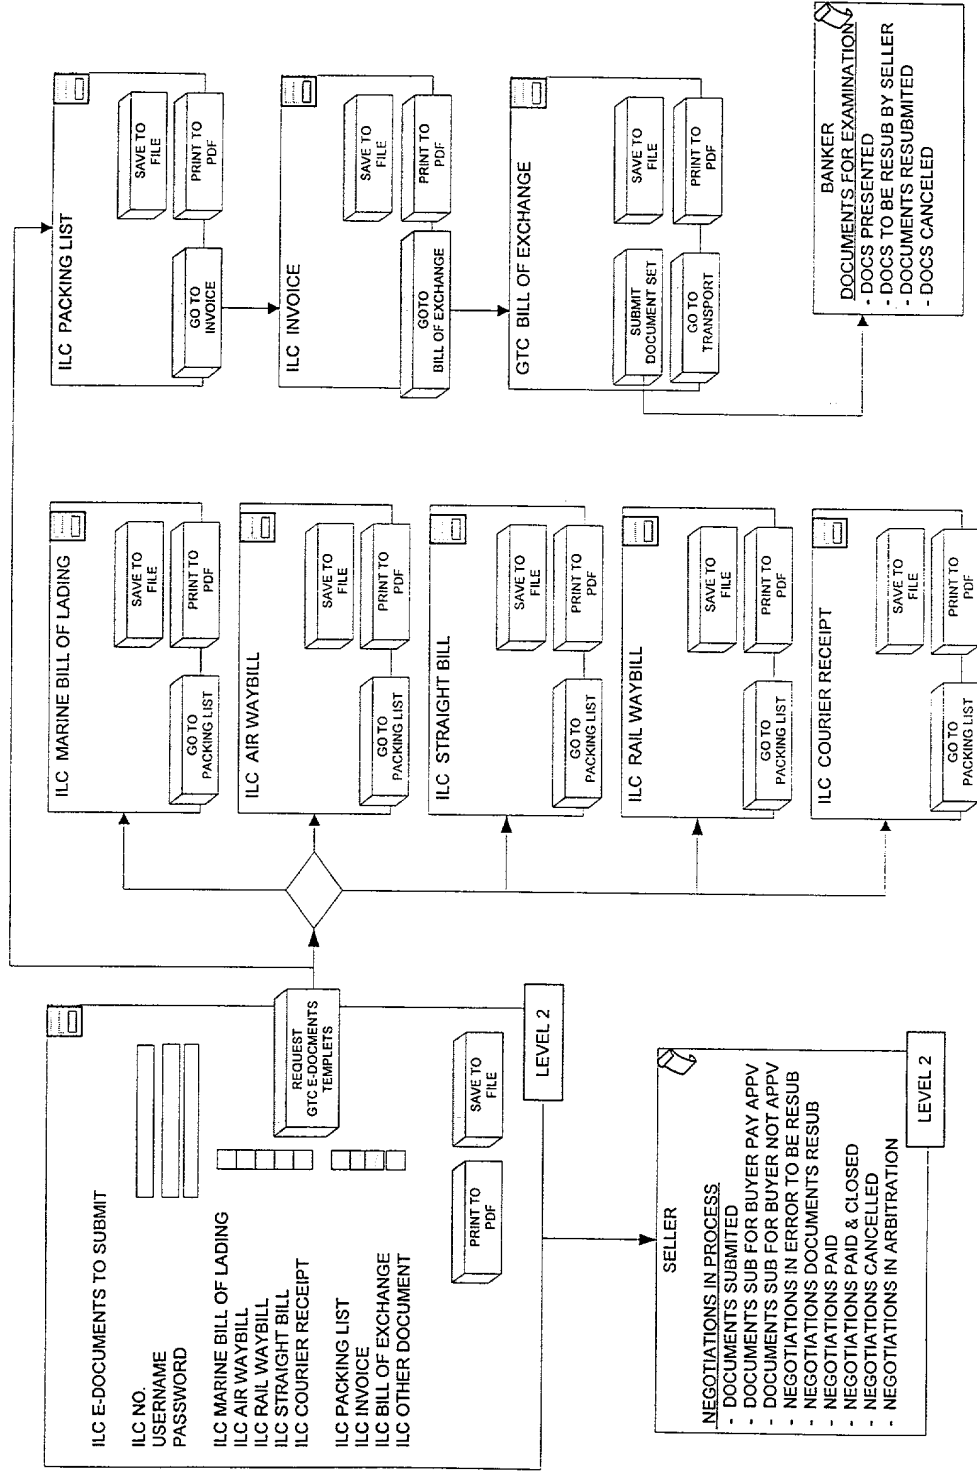 ILC E-DOCUMENTS TO SUBMIT
ILC NO.
USERNAME
PASSWORD
ILC MARINE BILL OF LADING
ILC AIR WAYBILL
ILC RAIL WAYBILL
ILC STRAIGHT BILL
ILC COURIER RECEIPT
ILC PACKING LIST
ILC INVOICE
ILC BILL OF EXCHANGE
ILC OTHER DOCUMENT
REQUEST
GTC E-DOCMENTS
TEMPLETS
PRINT TO
PDF
SAVE TO
FILE
LEVEL 2
SELLER
NEGOTIATIONS IN PROCESS
- DOCUMENTS SUBMITED
- DOCUMENTS SUB FOR BUYER PAY APPV
- DOCUMENTS SUB FOR BUYER NOT APPV
- NEGOTIATIONS IN ERROR TO BE RESUB
- NEGOTIATIONS DOCUMENTS RESUB
- NEGOTIATIONS PAID
- NEGOTIATIONS PAID & CLOSED
- NEGOTIATIONS CANCELLED
- NEGOTIATIONS IN ARBITRATION
LEVEL 2
ILC MARINE BILL OF LADING
SAVE TO
FILE
GO TO
PACKING LIST
PRINT TO
PDF
ILC AIR WAYBILL
SAVE TO
FILE
GO TO
PACKING LIST
PRINT TO
PDF
ILC STRAIGHT BILL
SAVE TO
FILE
GO TO
PACKING LIST
PRINT TO
PDF
ILC RAIL WAYBILL
SAVE TO
FILE
GO TO
PACKING LIST
PRINT TO
PDF
ILC COURIER RECEIPT
SAVE TO
FILE
GO TO
PACKING LIST
PRINT TO
PDF
ILC PACKING LIST
SAVE TO
FILE
GO TO
INVOICE
PRINT TO
PDF
ILC INVOICE
SAVE TO
FILE
GOTO
BILL OF EXCHANGE
PRINT TO
PDF
GTC BILL OF EXCHANGE
SUBMIT
DOCUMENT SET
SAVE TO
FILE
GO TO
TRANSPORT
PRINT TO
PDF
BANKER
DOCUMENTS FOR EXAMINATION
- DOCS PRESENTED
- DOCS TO BE RESUB BY SELLER
- DOCUMENTS RESUBMITED
- DOCS CANCELED